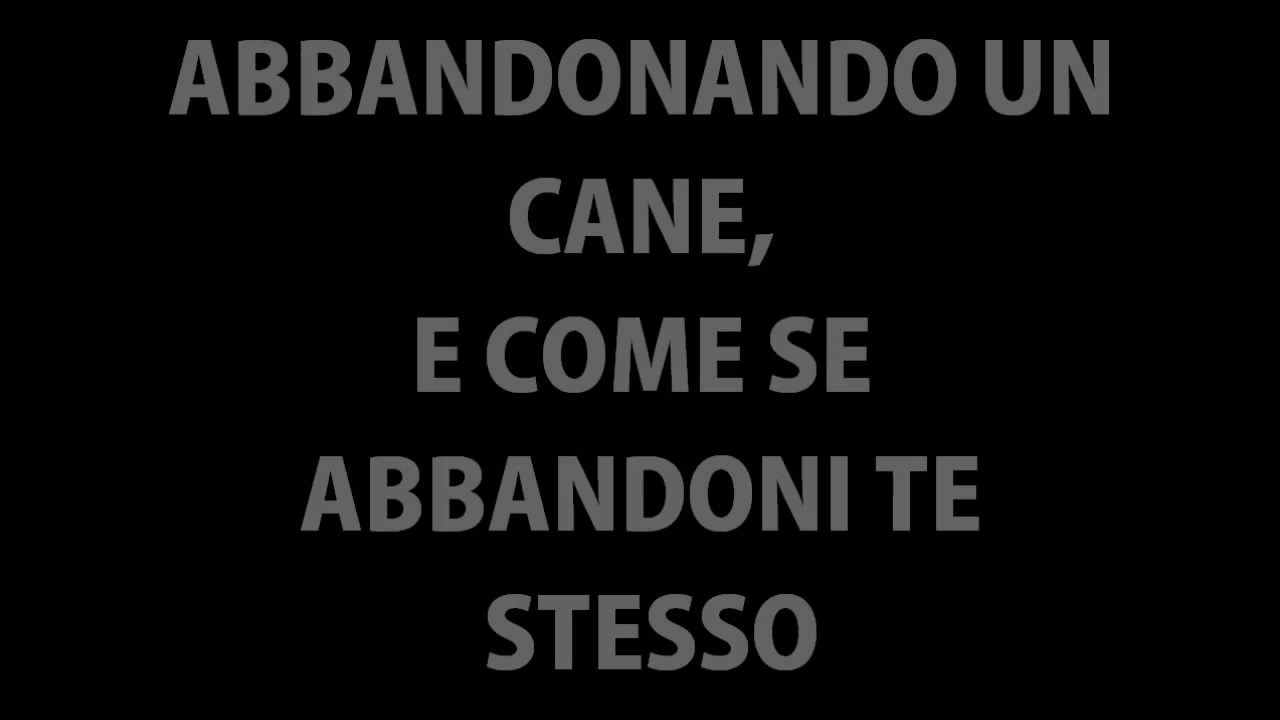 ABBANDONANDO UN
CANE,
E COME SE
ABBANDONI TE
STESSO